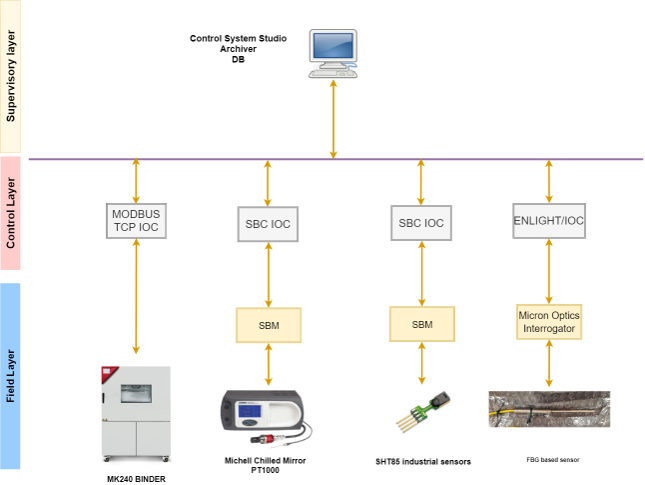 Supervisory layer
Control System Studio
Archiver
DB
Control Layer
MODBUS
TCP IOC
SBC IOC
SBC IOC
ENLIGHT/IOC
Field Layer
SBM
SBM
Micron Optics
Interrogator
MK240 BINDER
Michell Chilled Mirror
PT1000
SHT85 industrial sensors
FBG based sensor